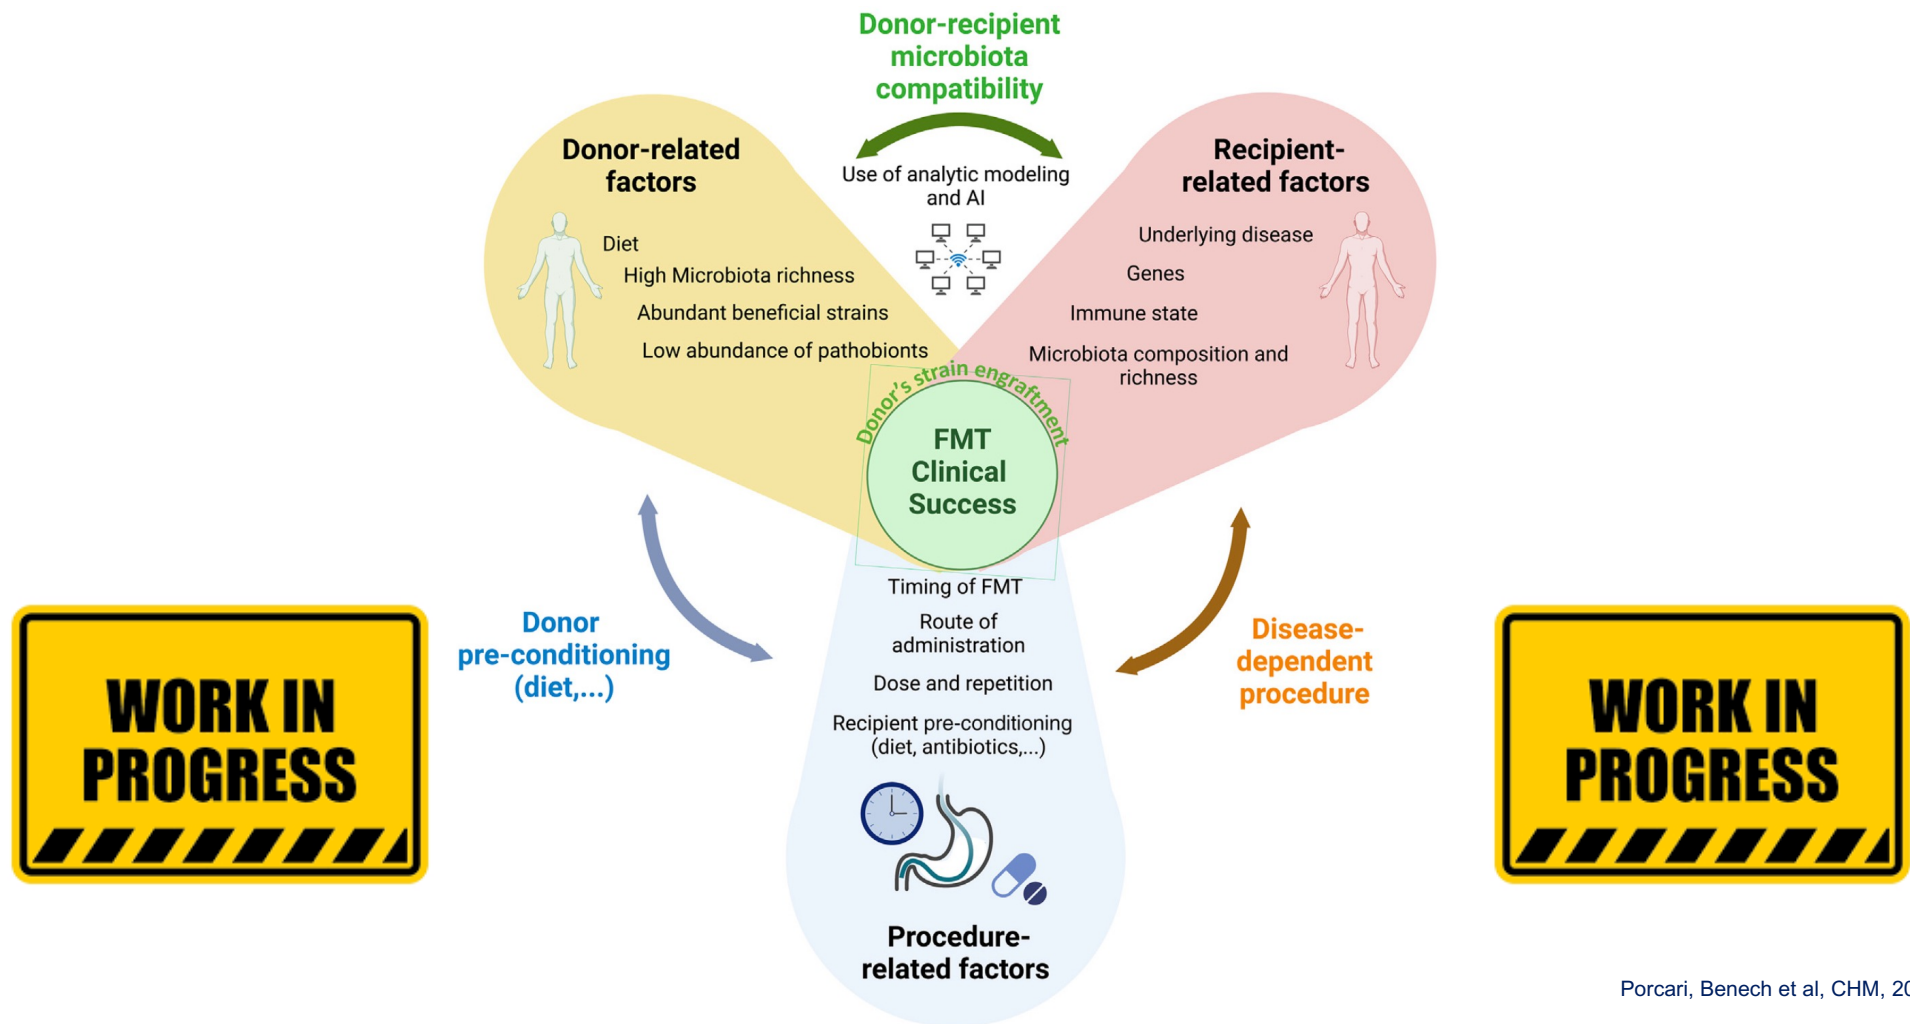 Donor-recipient
microbiota
compatibility
Donor-related
factors
Use of analytic modeling
and AI
Recipient-
related factors
Diet
High Microbiota richness
Abundant beneficial strains
Low abundance of pathobionts
Underlying disease
Genes
Immune state
Microbiota composition and
richness
Donor's strain engraftment
FMT
Clinical
Success
Timing of FMT
Route of
administration
Dose and repetition
Recipient pre-conditioning
(diet, antibiotics,...)
Donor
pre-conditioning
(diet,...)
Disease-
dependent
procedure
WORK IN
PROGRESS
WORK IN
PROGRESS
Procedure-
related factors
Porcari, Benech et al, CHM,